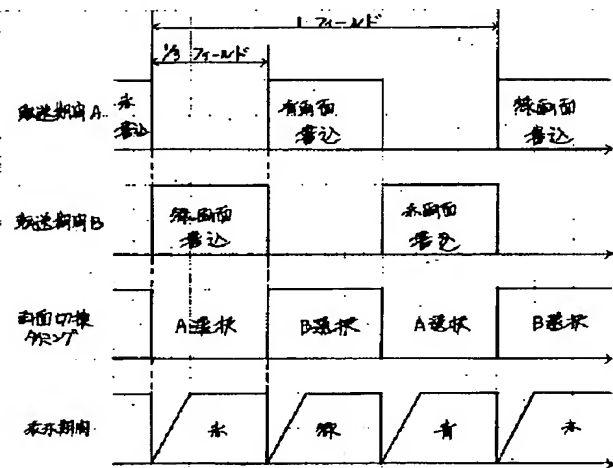 1フィールド
1/3 フィールド
転送期間A
赤
書込
青画面
書込
緑画面
書込
転送期間B
緑画面
書込
赤画面
書込
画面切換
タイミング
A選択
B選択
A選択
B選択
表示期間
赤
緑
青
赤